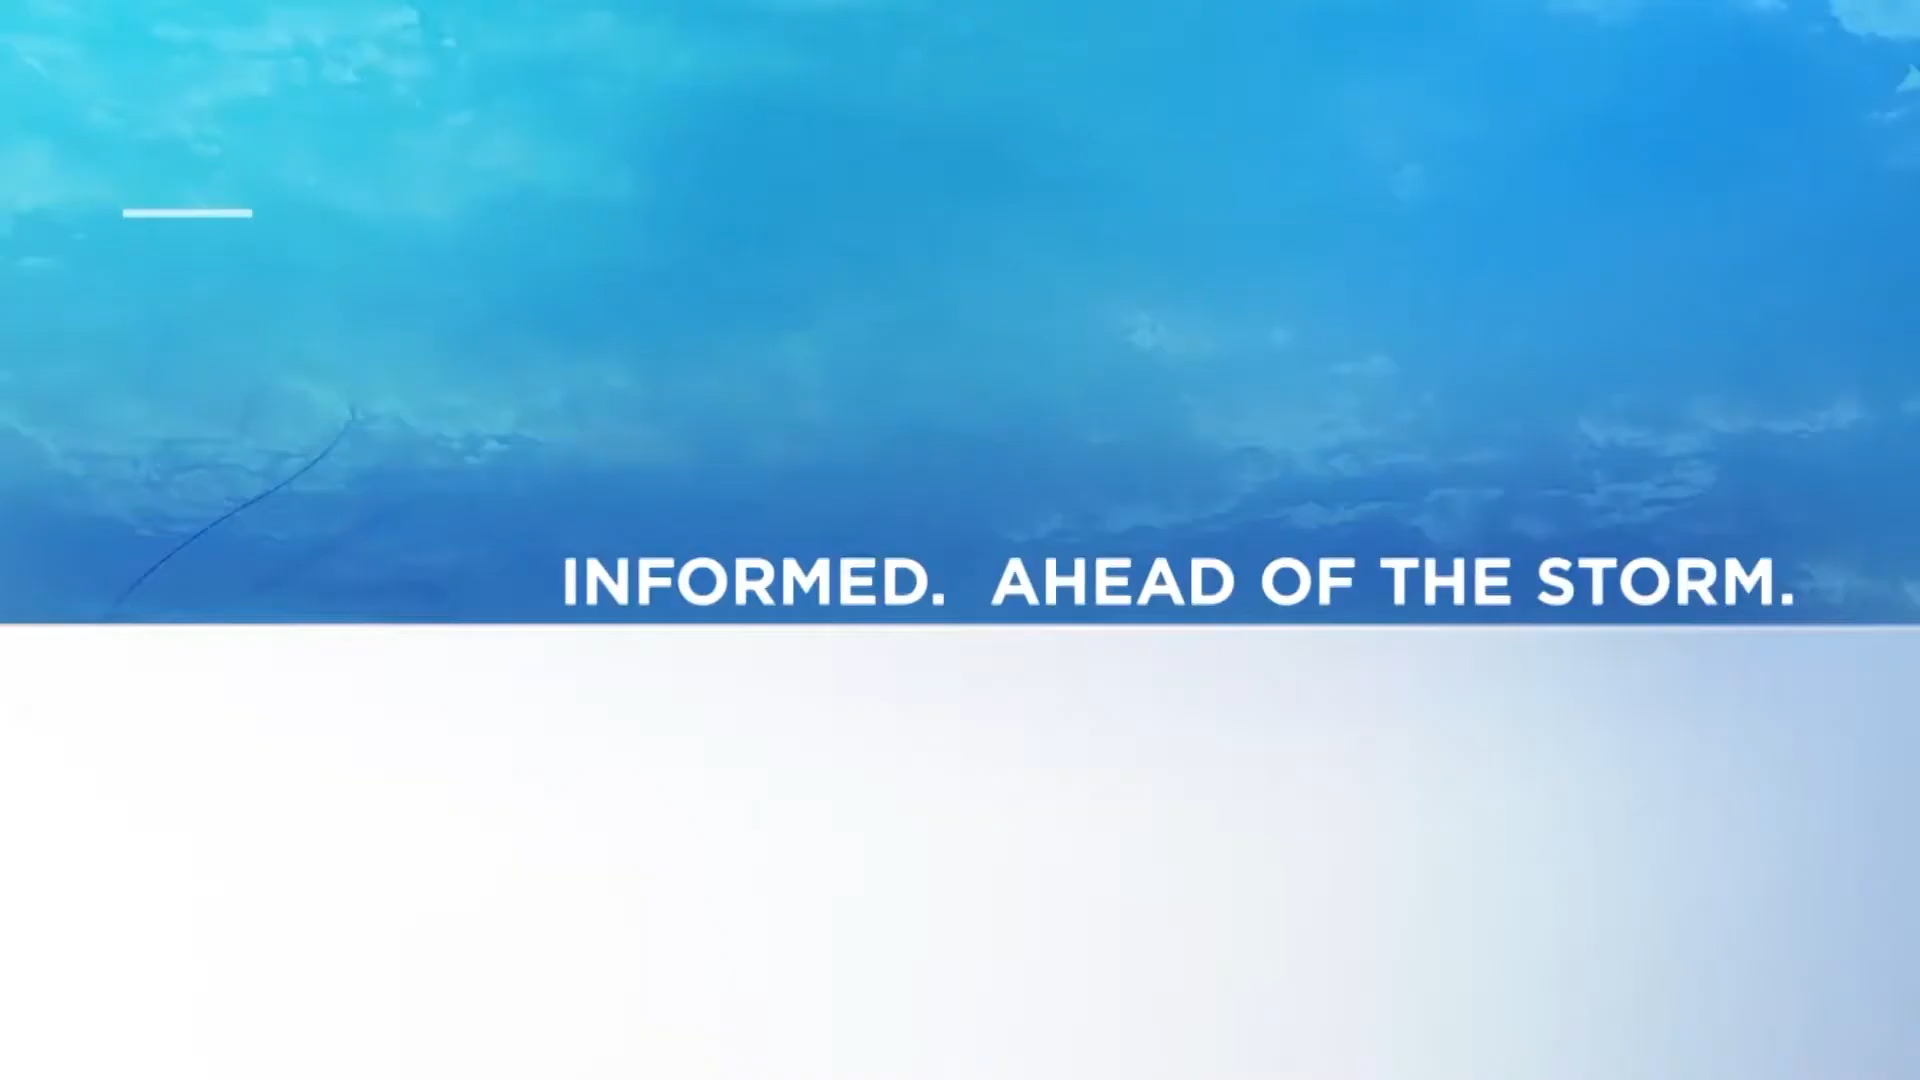 INFORMED. AHEAD OF THE STORM.